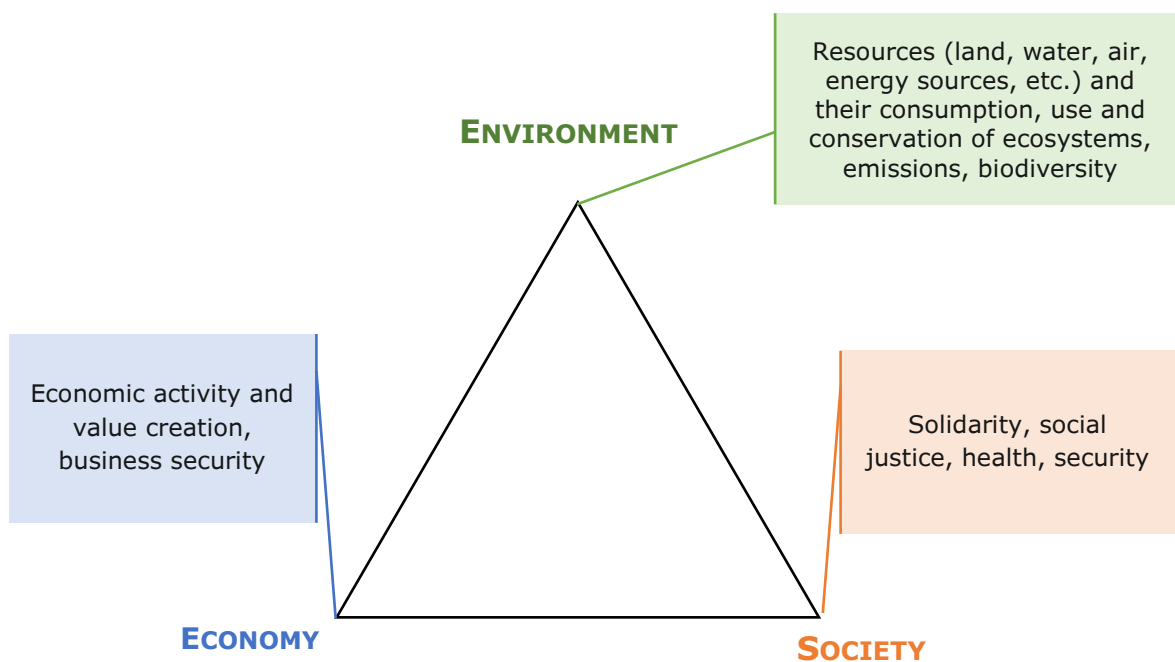 Resources (land, water, air,
energy sources, etc.) and
their consumption, use and
conservation of ecosystems,
emissions, biodiversity
ENVIRONMENT
Economic activity and
value creation,
business security
Solidarity, social
justice, health, security
ECONOMY
SOCIETY